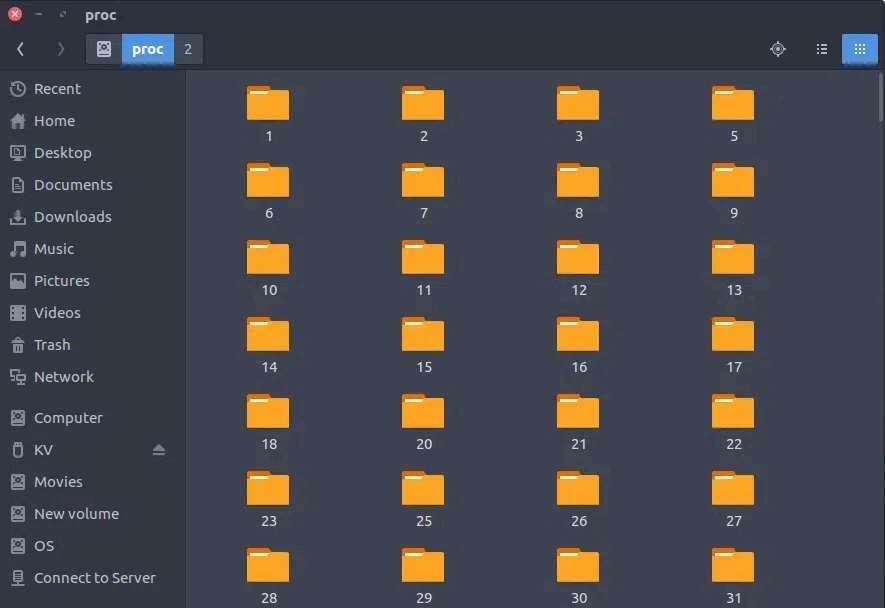 proc
proc 2
Recent
Home
Desktop
Documents
Downloads
Music
Pictures
Videos
Trash
Network
Computer
KV
Movies
New volume
OS
Connect to Server
1 2 3 5
6 7 8 9
10 11 12 13
14 15 16 17
18 20 21 22
23 25 26 27
28 29 30 31